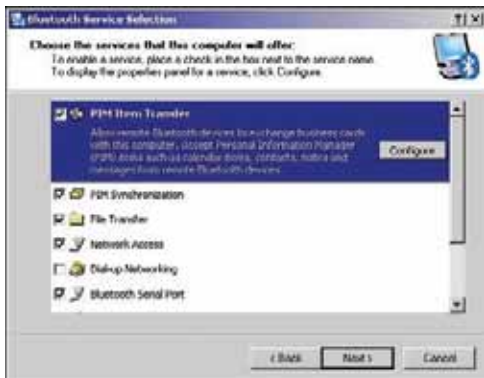 Bluetooth Service Selection
Choose the services that this computer will offer:
To enable a service, place a check in the box next to the service name.
To display the properties panel for a service, click Configure.
PIM Item Transfer
Allow remote Bluetooth devices to exchange business cards
with this computer. Accept Personal Information Manager
(PIM) items such as calendar items, contacts, notes and
messages from remote Bluetooth devices.
Configure
PIM Synchronization
File Transfer
Network Access
Dial-up Networking
Bluetooth Serial Port
< Back
Next >
Cancel